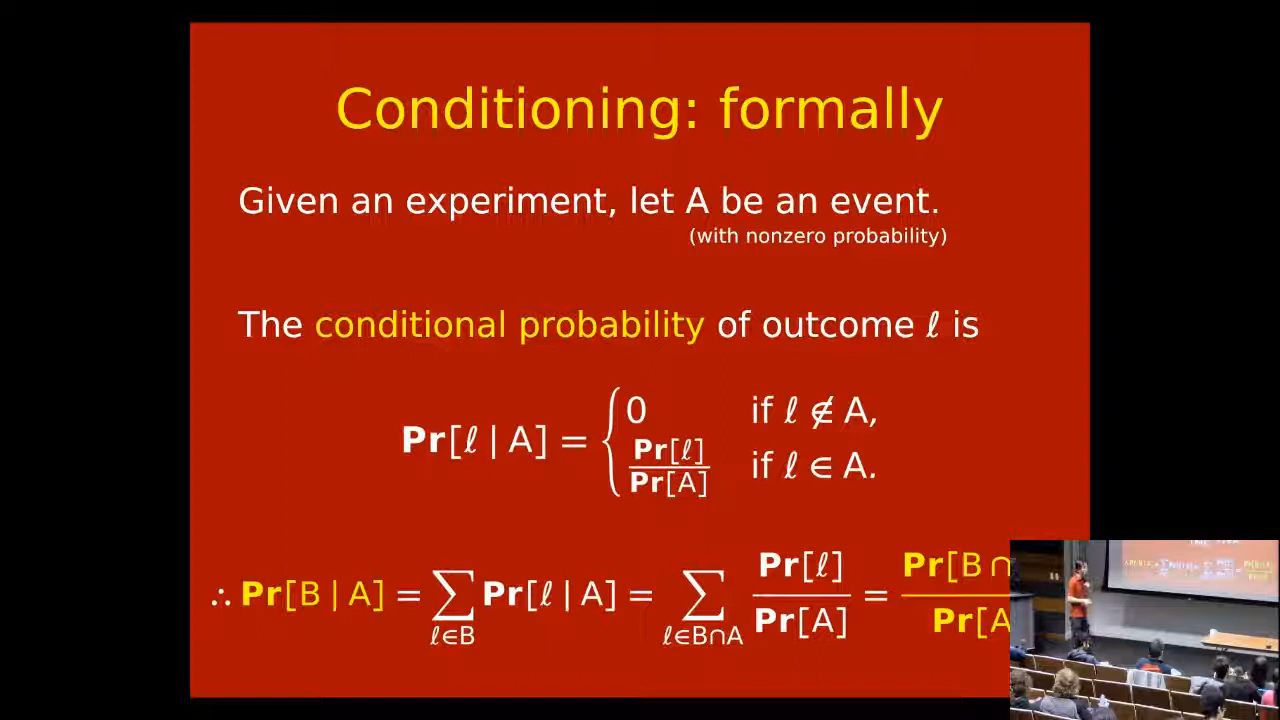 Conditioning: formally
Given an experiment, let A be an event.
(with nonzero probability)
The conditional probability of outcome ℓ is
Pr[ℓ | A] = { 0 if ℓ ∉ A,
Pr[ℓ] / Pr[A] if ℓ ∈ A.
∴ Pr[B | A] = ∑_{ℓ∈B} Pr[ℓ | A] = ∑_{ℓ∈B∩A} Pr[ℓ] / Pr[A] = Pr[B ∩ / Pr[A